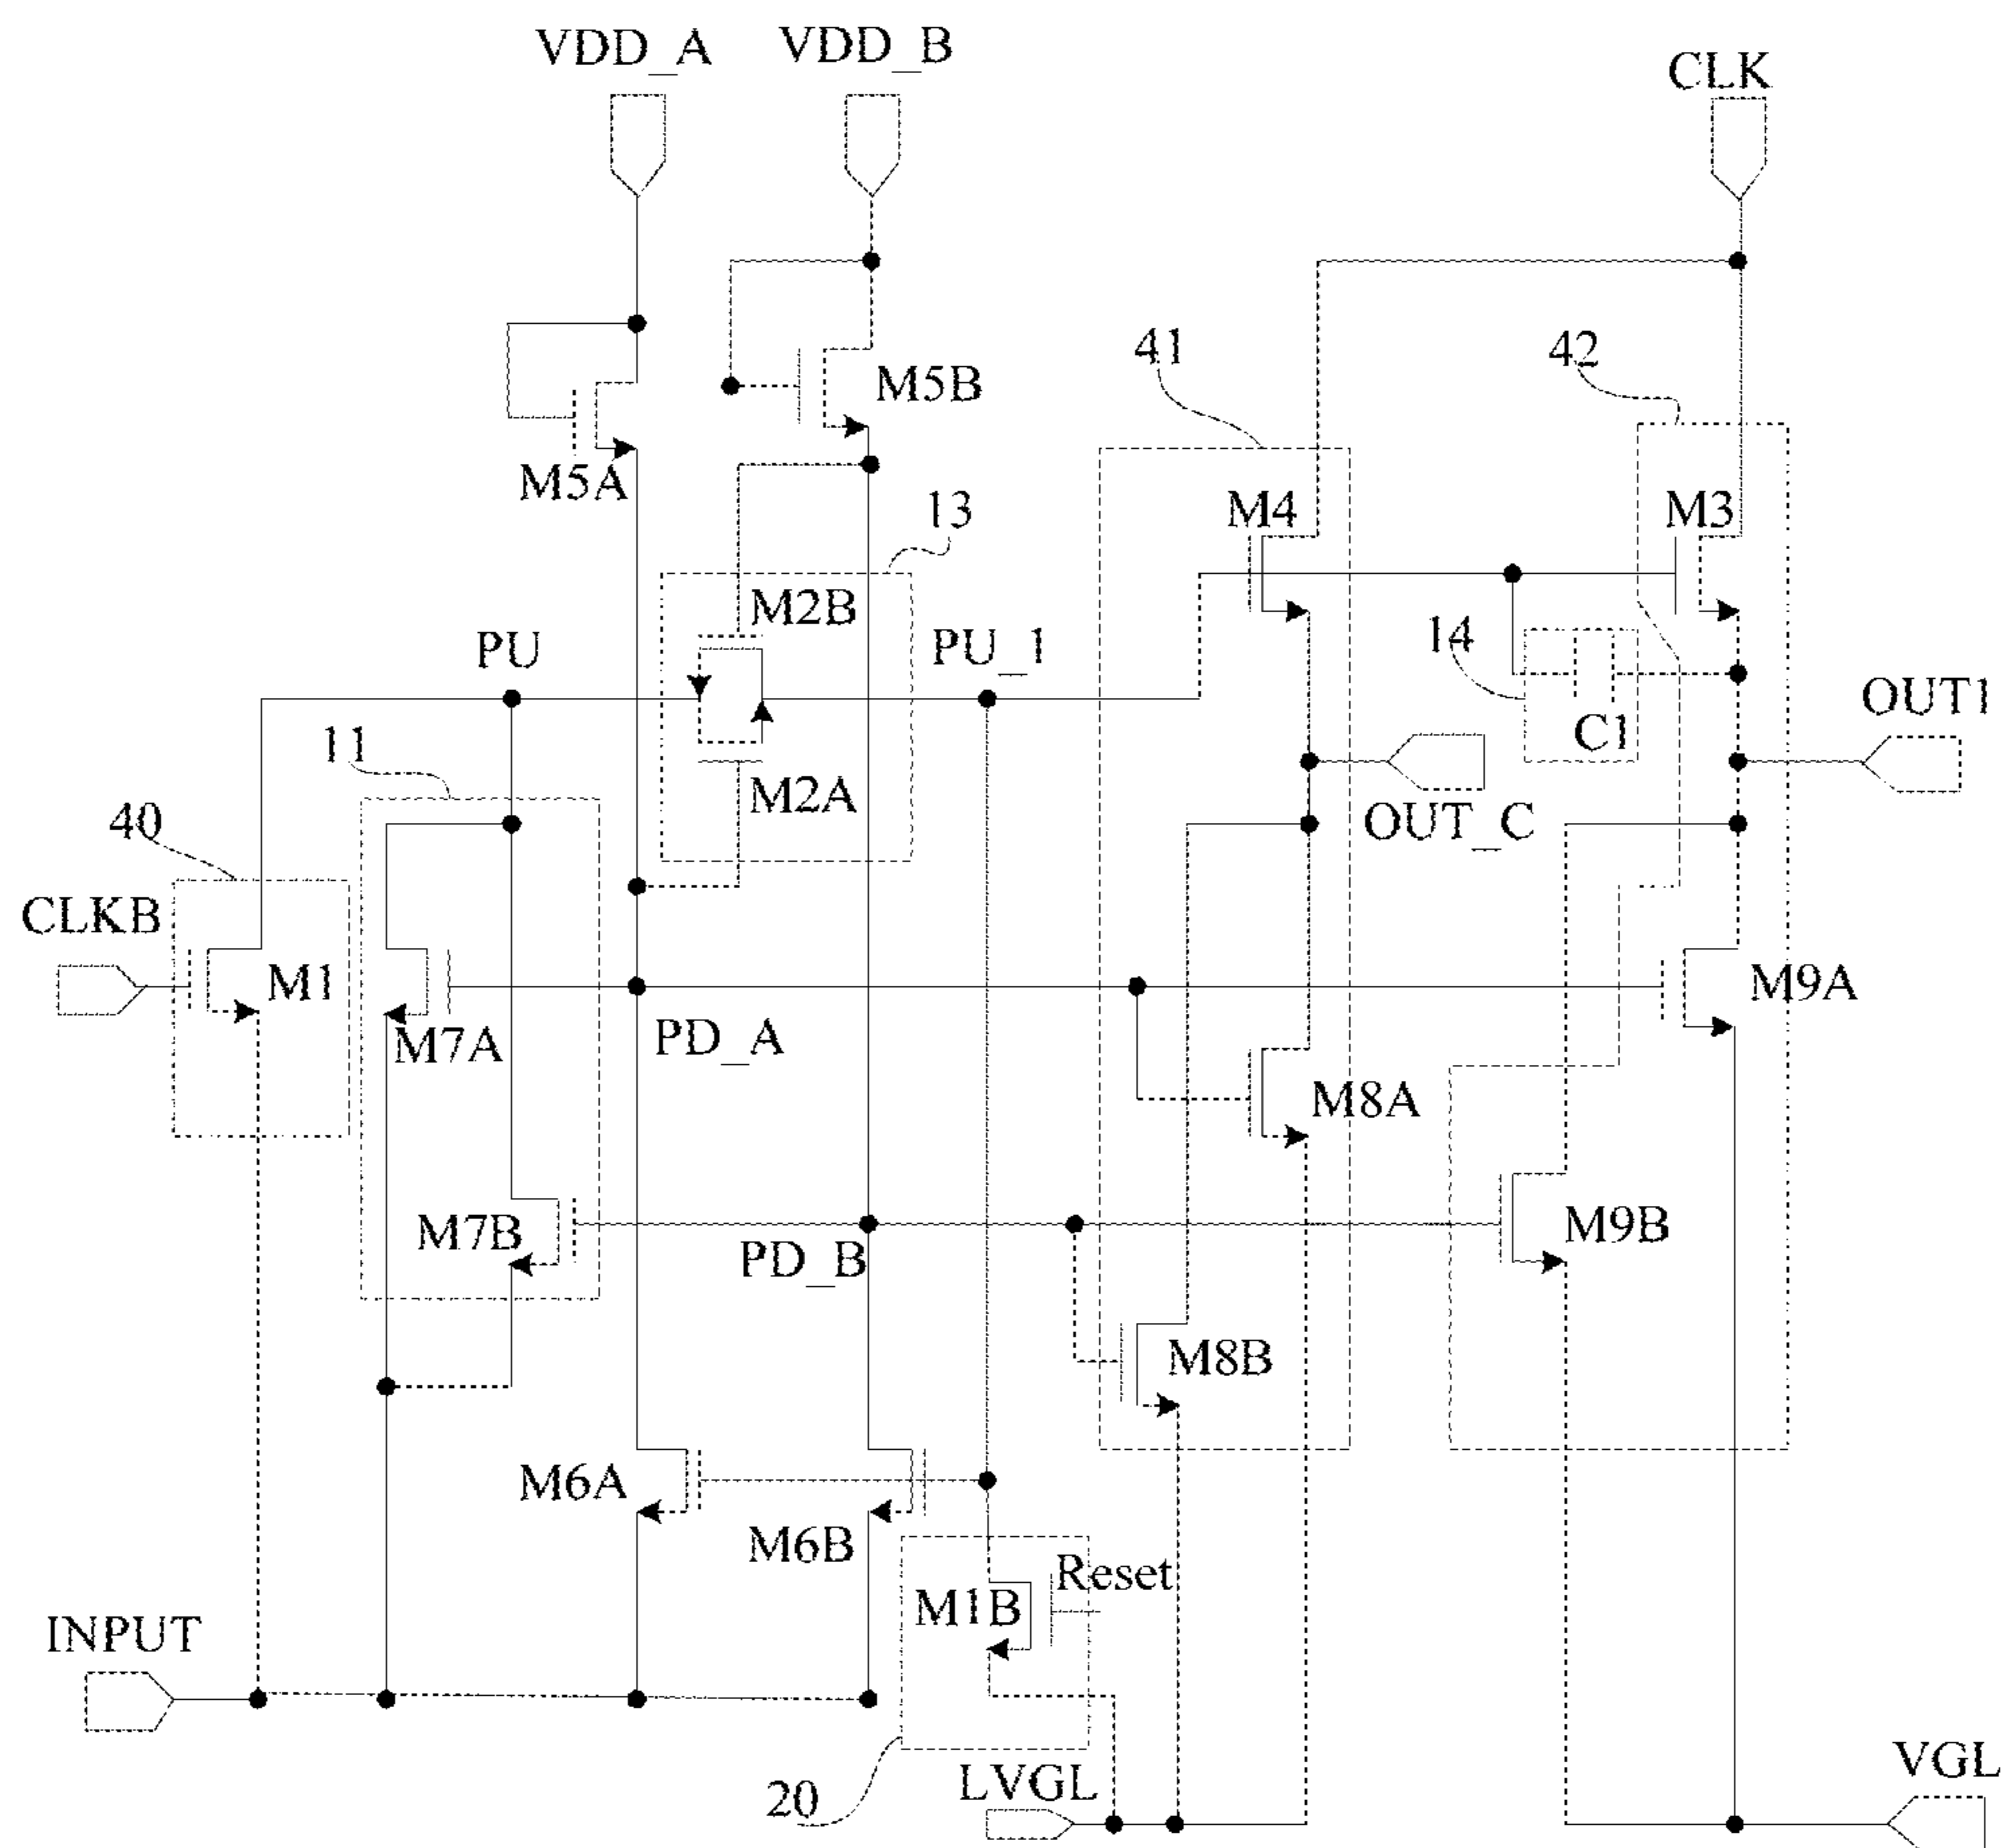 VDD_A
VDD_B
CLK
M5B
M5A
41
42
13
M4
M3
M2B
PU
PU_1
14
C1
OUT1
11
M2A
OUT_C
40
CLKB
M1
M7A
PD_A
M9A
M8A
M7B
PD_B
M9B
M8B
M6A
M6B
Reset
M1B
INPUT
20
LVGL
VGL